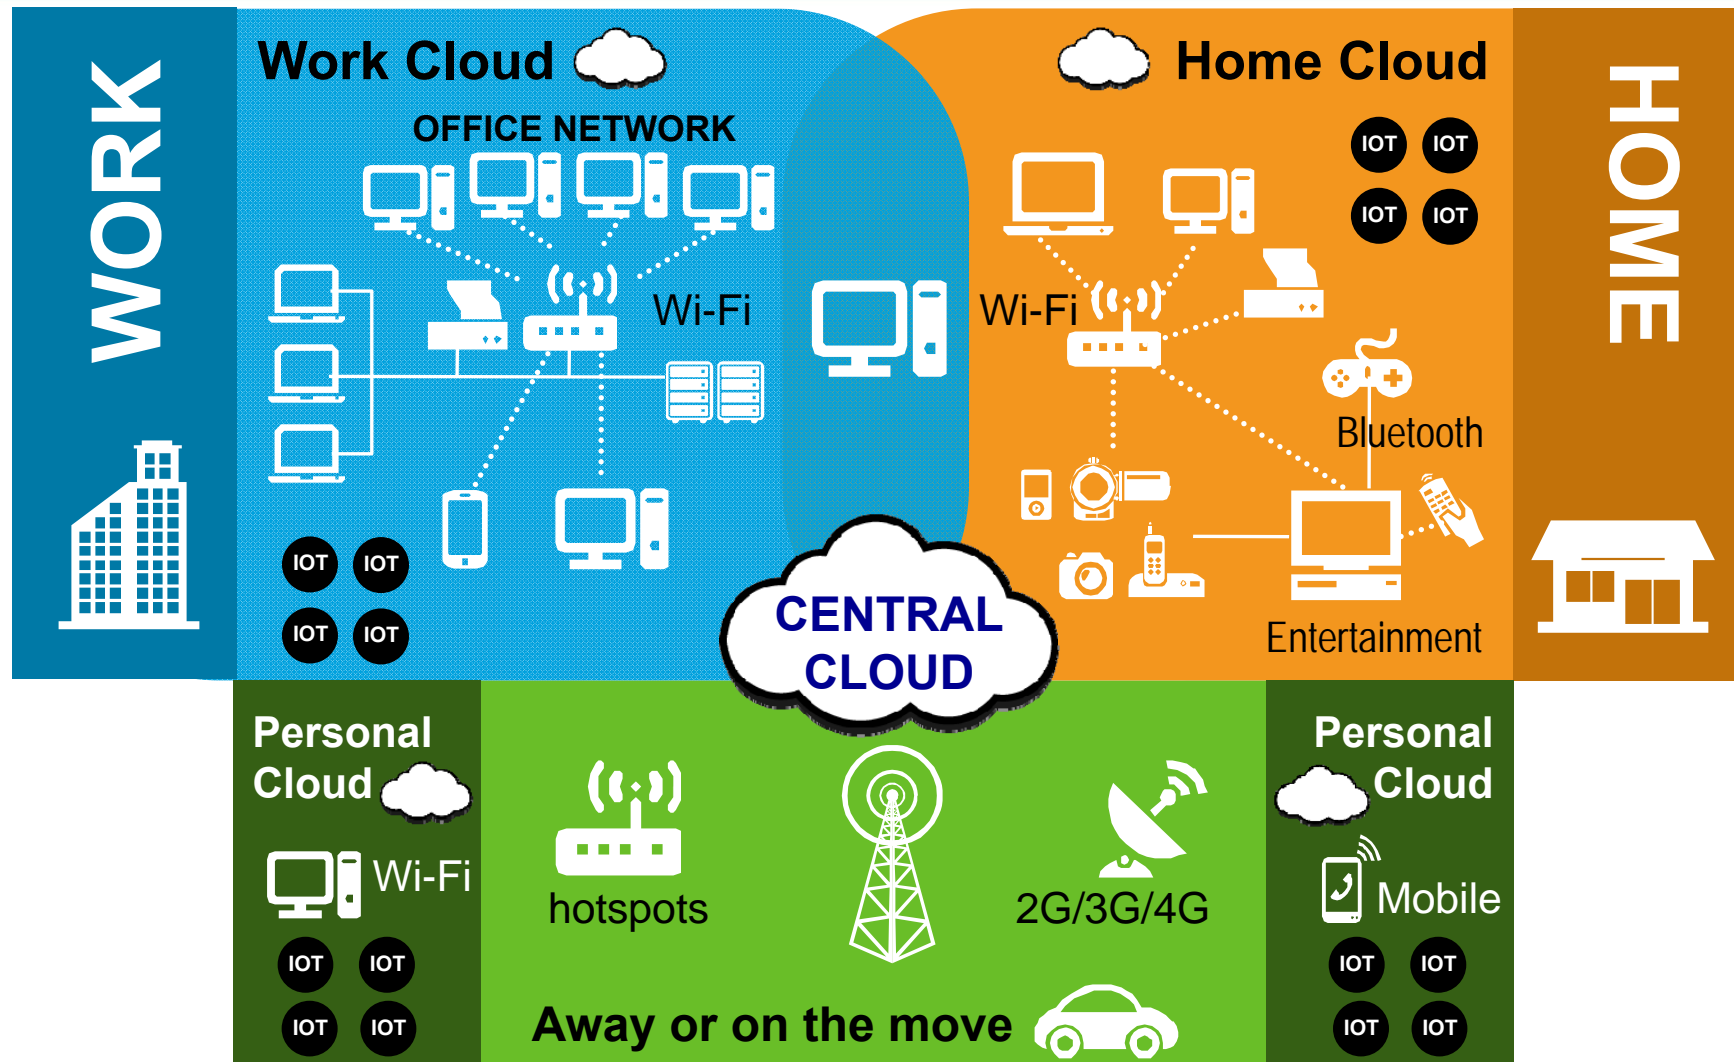 WORK
Work Cloud
OFFICE NETWORK
Wi-Fi
IOT IOT
IOT IOT
Home Cloud
IOT IOT
IOT IOT
Wi-Fi
Bluetooth
Entertainment
HOME
CENTRAL
CLOUD
Personal
Cloud
Wi-Fi
IOT IOT
IOT IOT
hotspots
2G/3G/4G
Away or on the move
Personal
Cloud
Mobile
IOT IOT
IOT IOT